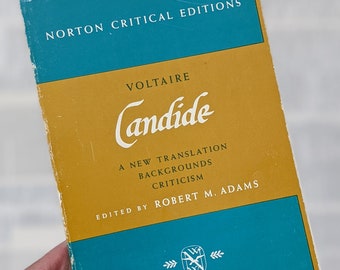 NORTON CRITICAL EDITIONS
VOLTAIRE
Candide
A NEW TRANSLATION
BACKGROUNDS
CRITICISM
EDITED BY ROBERT M. ADAMS